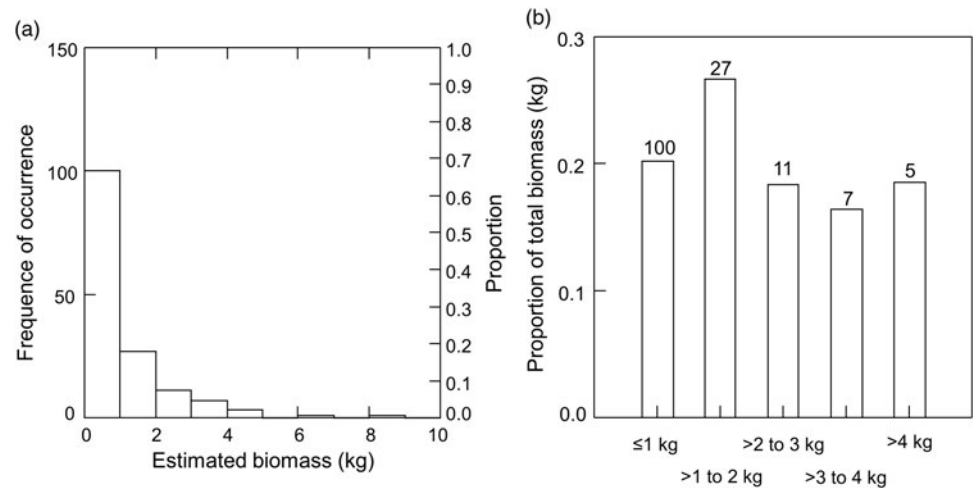 (a)
150
100
50
0
Frequence of occurrence
1.0
0.9
0.8
0.7
0.6
0.5
0.4
0.3
0.2
0.1
0.0
Proportion
0 2 4 6 8 10
Estimated biomass (kg)
(b)
0.3
0.2
0.1
0.0
Proportion of total biomass (kg)
100
27
11
7
5
≤1 kg >2 to 3 kg >4 kg
>1 to 2 kg >3 to 4 kg